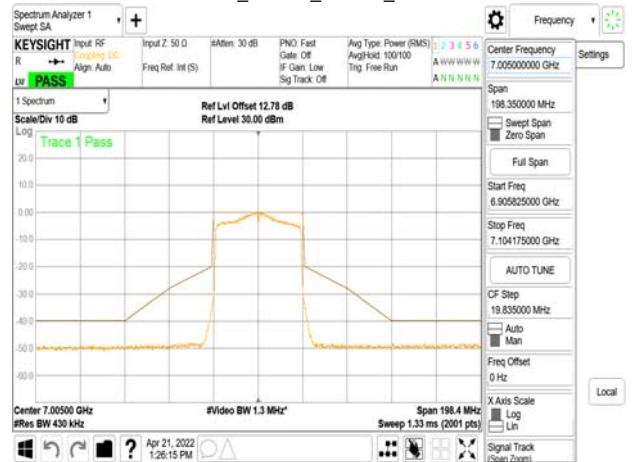 Spectrum Analyzer 1
Swept SA
Frequency
KEYSIGHT Input: RF Input Z: 50 Ω #Atten: 30 dB PNO: Fast Avg Type: Power (RMS) 1 2 3 4 5 6
Coupling: DC Gate: Off Avg|Hold: 100/100 A W W W W W
R Align: Auto Freq Ref: Int (S) IF Gain: Low Trig: Free Run
Sig Track: Off A N N N N N
PASS
1 Spectrum
Scale/Div 10 dB
Ref Lvl Offset 12.78 dB
Ref Level 30.00 dBm
Log
Trace 1 Pass
20.0
10.0
0.00
-10.0
-20.0
-30.0
-40.0
-50.0
-60.0
Center 7.00500 GHz #Video BW 1.3 MHz* Span 198.4 MHz
#Res BW 430 kHz Sweep 1.33 ms (2001 pts)
? Apr 21, 2022
1:26:15 PM
Center Frequency
7.005000000 GHz
Settings
Span
198.350000 MHz
Swept Span
Zero Span
Full Span
Start Freq
6.905825000 GHz
Stop Freq
7.104175000 GHz
AUTO TUNE
CF Step
19.835000 MHz
Auto
Man
Freq Offset
0 Hz
X Axis Scale
Log
Lin
Local
Signal Track
(Span Zoom)